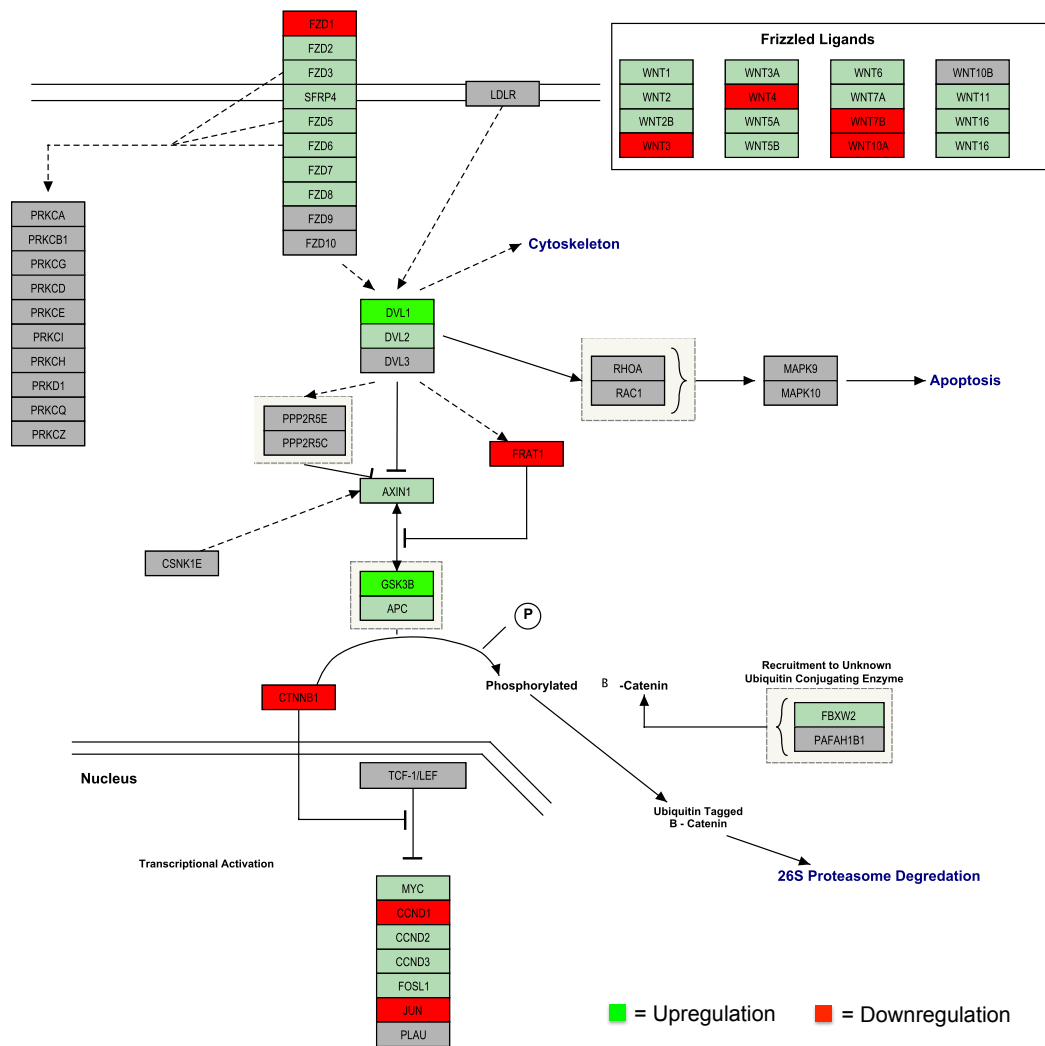 FZD1
FZD2
FZD3
SFRP4
FZD5
FZD6
FZD7
FZD8
FZD9
FZD10
LDLR
Frizzled Ligands
WNT1
WNT2
WNT2B
WNT3
WNT3A
WNT4
WNT5A
WNT5B
WNT6
WNT7A
WNT7B
WNT10A
WNT10B
WNT11
WNT16
WNT16
PRKCA
PRKCB1
PRKCG
PRKCD
PRKCE
PRKCI
PRKCH
PRKD1
PRKCQ
PRKCZ
Cytoskeleton
DVL1
DVL2
DVL3
RHOA
RAC1
MAPK9
MAPK10
Apoptosis
PPP2R5E
PPP2R5C
FRAT1
AXIN1
CSNK1E
GSK3B
APC
P
CTNNB1
Phosphorylated B -Catenin
Recruitment to Unknown
Ubiquitin Conjugating Enzyme
FBXW2
PAFAH1B1
Nucleus
TCF-1/LEF
Ubiquitin Tagged
B - Catenin
Transcriptional Activation
26S Proteasome Degredation
MYC
CCND1
CCND2
CCND3
FOSL1
JUN
PLAU
= Upregulation
= Downregulation